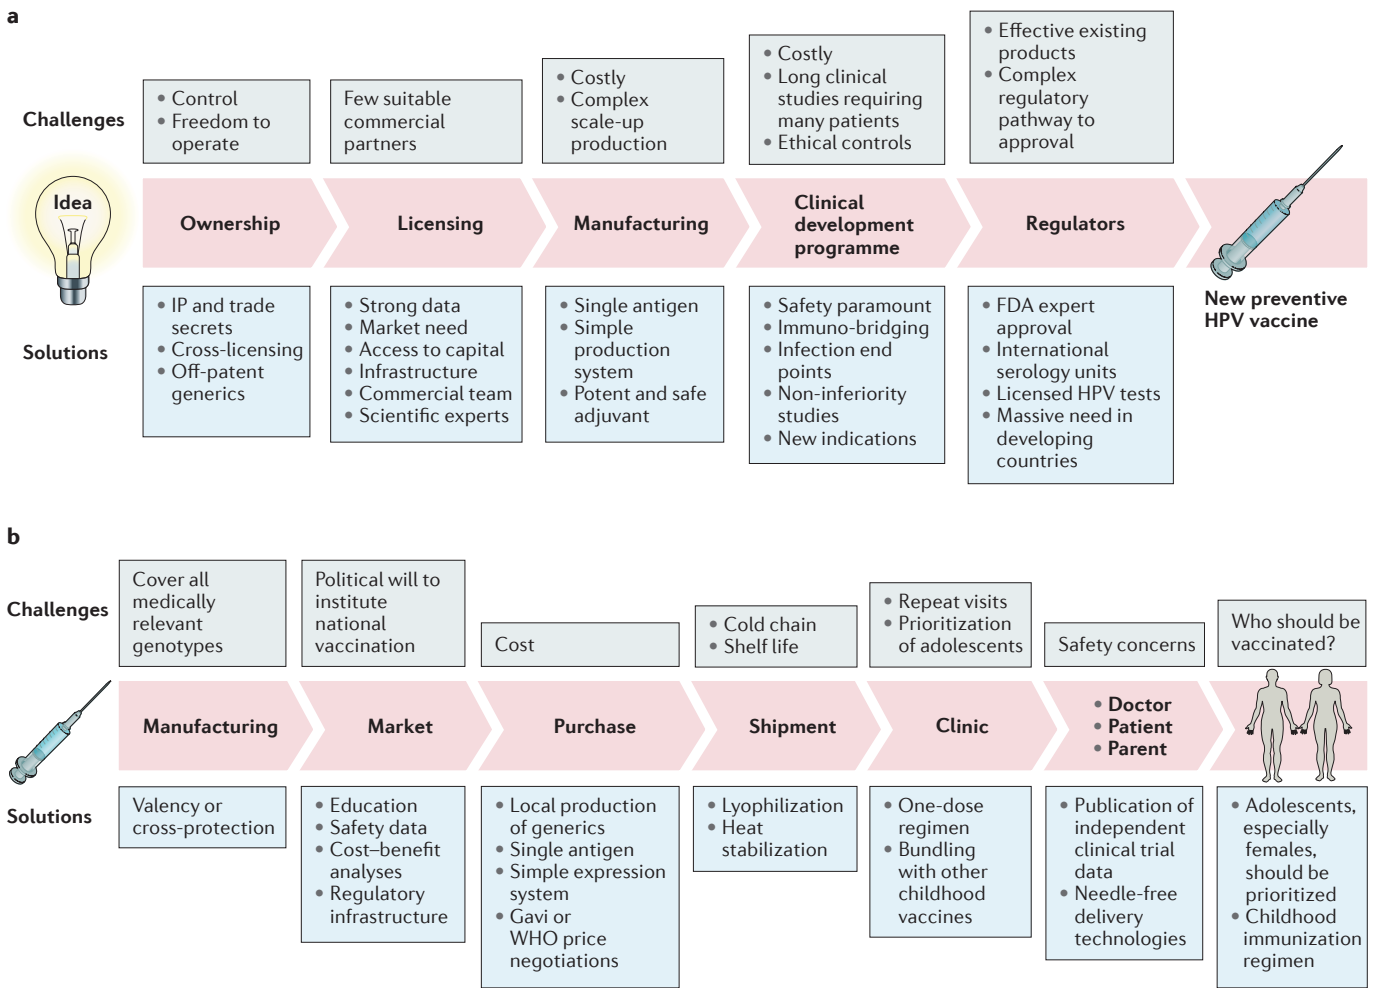 a
Challenges
• Control
• Freedom to
operate
Few suitable
commercial
partners
• Costly
• Complex
scale-up
production
• Costly
• Long clinical
studies requiring
many patients
• Ethical controls
• Effective existing
products
• Complex
regulatory
pathway to
approval
Idea
Ownership
Licensing
Manufacturing
Clinical
development
programme
Regulators
New preventive
HPV vaccine
Solutions
• IP and trade
secrets
• Cross-licensing
• Off-patent
generics
• Strong data
• Market need
• Access to capital
• Infrastructure
• Commercial team
• Scientific experts
• Single antigen
• Simple
production
system
• Potent and safe
adjuvant
• Safety paramount
• Immuno-bridging
• Infection end
points
• Non-inferiority
studies
• New indications
• FDA expert
approval
• International
serology units
• Licensed HPV tests
• Massive need in
developing
countries
b
Challenges
Cover all
medically
relevant
genotypes
Political will to
institute
national
vaccination
Cost
• Cold chain
• Shelf life
• Repeat visits
• Prioritization
of adolescents
Safety concerns
Who should be
vaccinated?
Manufacturing
Market
Purchase
Shipment
Clinic
• Doctor
• Patient
• Parent
Solutions
Valency or
cross-protection
• Education
• Safety data
• Cost–benefit
analyses
• Regulatory
infrastructure
• Local production
of generics
• Single antigen
• Simple expression
system
• Gavi or
WHO price
negotiations
• Lyophilization
• Heat
stabilization
• One-dose
regimen
• Bundling
with other
childhood
vaccines
• Publication of
independent
clinical trial
data
• Needle-free
delivery
technologies
• Adolescents,
especially
females,
should be
prioritized
• Childhood
immunization
regimen